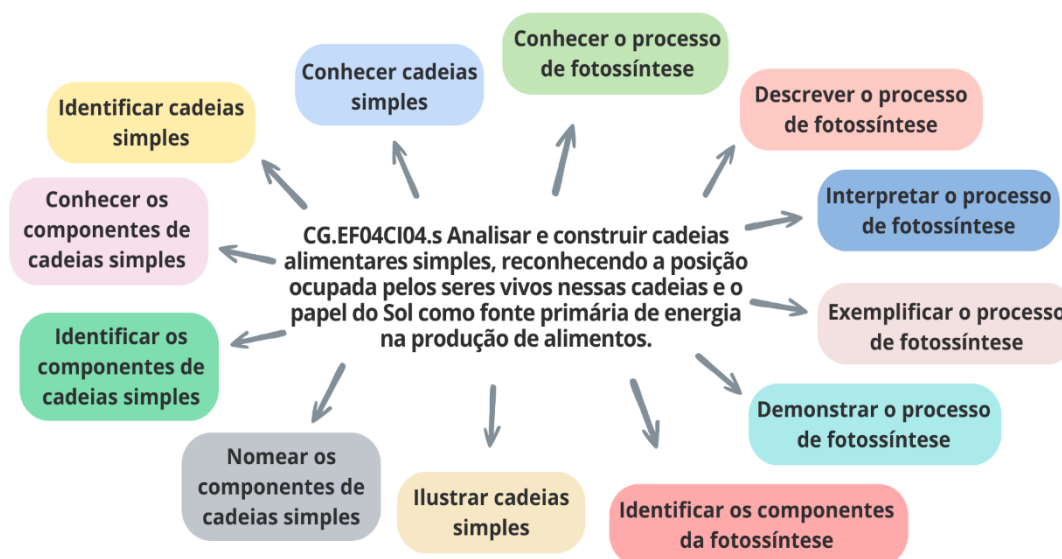 Conhecer o processo
de fotossíntese
Conhecer cadeias
simples
Identificar cadeias
simples
Descrever o processo
de fotossíntese
Conhecer os
componentes de
cadeias simples
Interpretar o processo
de fotossíntese
CG.EF04CI04.s Analisar e construir cadeias
alimentares simples, reconhecendo a posição
ocupada pelos seres vivos nessas cadeias e o
papel do Sol como fonte primária de energia
na produção de alimentos.
Identificar os
componentes de
cadeias simples
Exemplificar o processo
de fotossíntese
Demonstrar o processo
de fotossíntese
Nomear os
componentes de
cadeias simples
Ilustrar cadeias
simples
Identificar os componentes
da fotossíntese